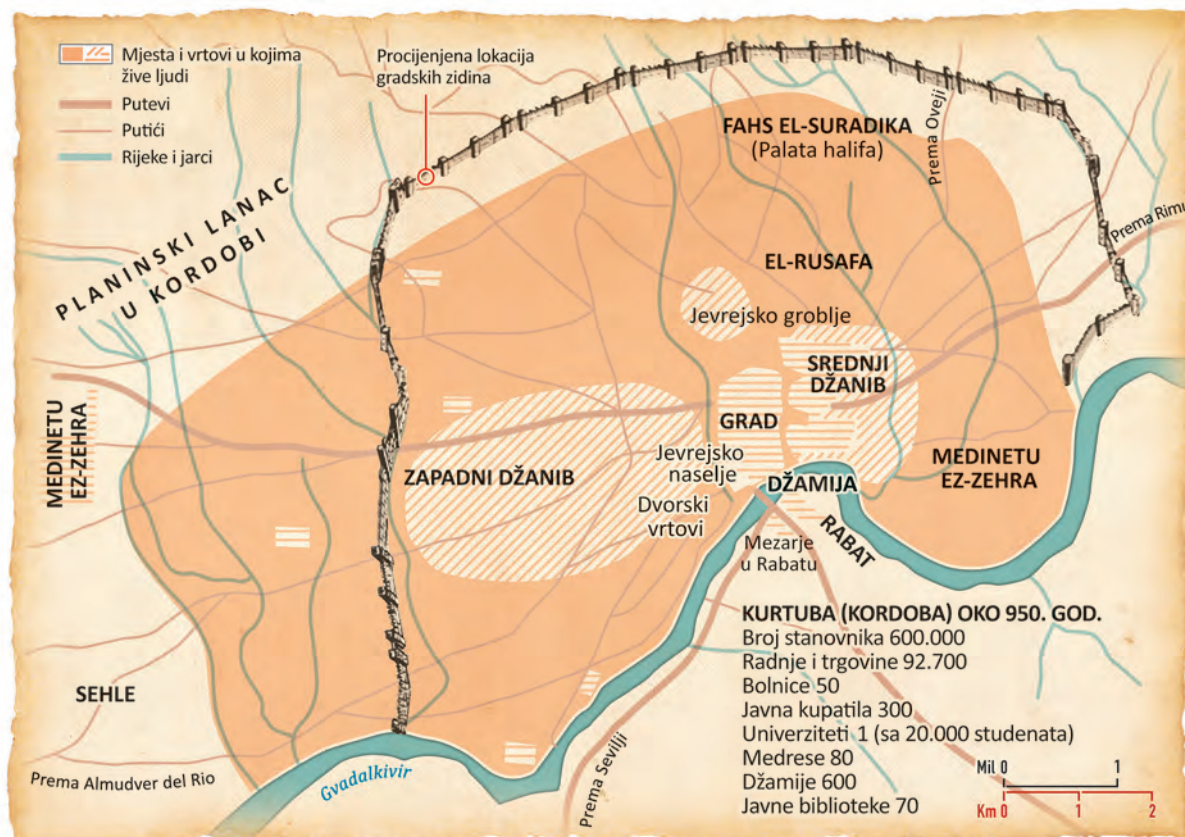 Mjesta i vrtovi u kojima
žive ljudi
Putevi
Putići
Rijeke i jarci
Procijenjena lokacija
gradskih zidina
FAHS EL-SURADIKA
(Palata halifa)
Prema Oveji
Prema Rimu
PLANINSKI LANAC
U KORDOBI
EL-RUSAFA
Jevrejsko groblje
SREDNJI
DŽANIB
GRAD
MEDINETU
EZ-ZEHRA
ZAPADNI DŽANIB
Jevrejsko
naselje
Dvorski
vrtovi
DŽAMIJA
MEDINETU
EZ-ZEHRA
RABAT
Mezarje
u Rabatu
SEHLE
Prema Almudver del Rio
Gvadalkivir
Prema Sevilji
KURTUBA (KORDOBA) OKO 950. GOD.
Broj stanovnika 600.000
Radnje i trgovine 92.700
Bolnice 50
Javna kupatila 300
Univerziteti 1 (sa 20.000 studenata)
Medrese 80
Džamije 600
Javne biblioteke 70
Mil 0 1
Km 0 1 2